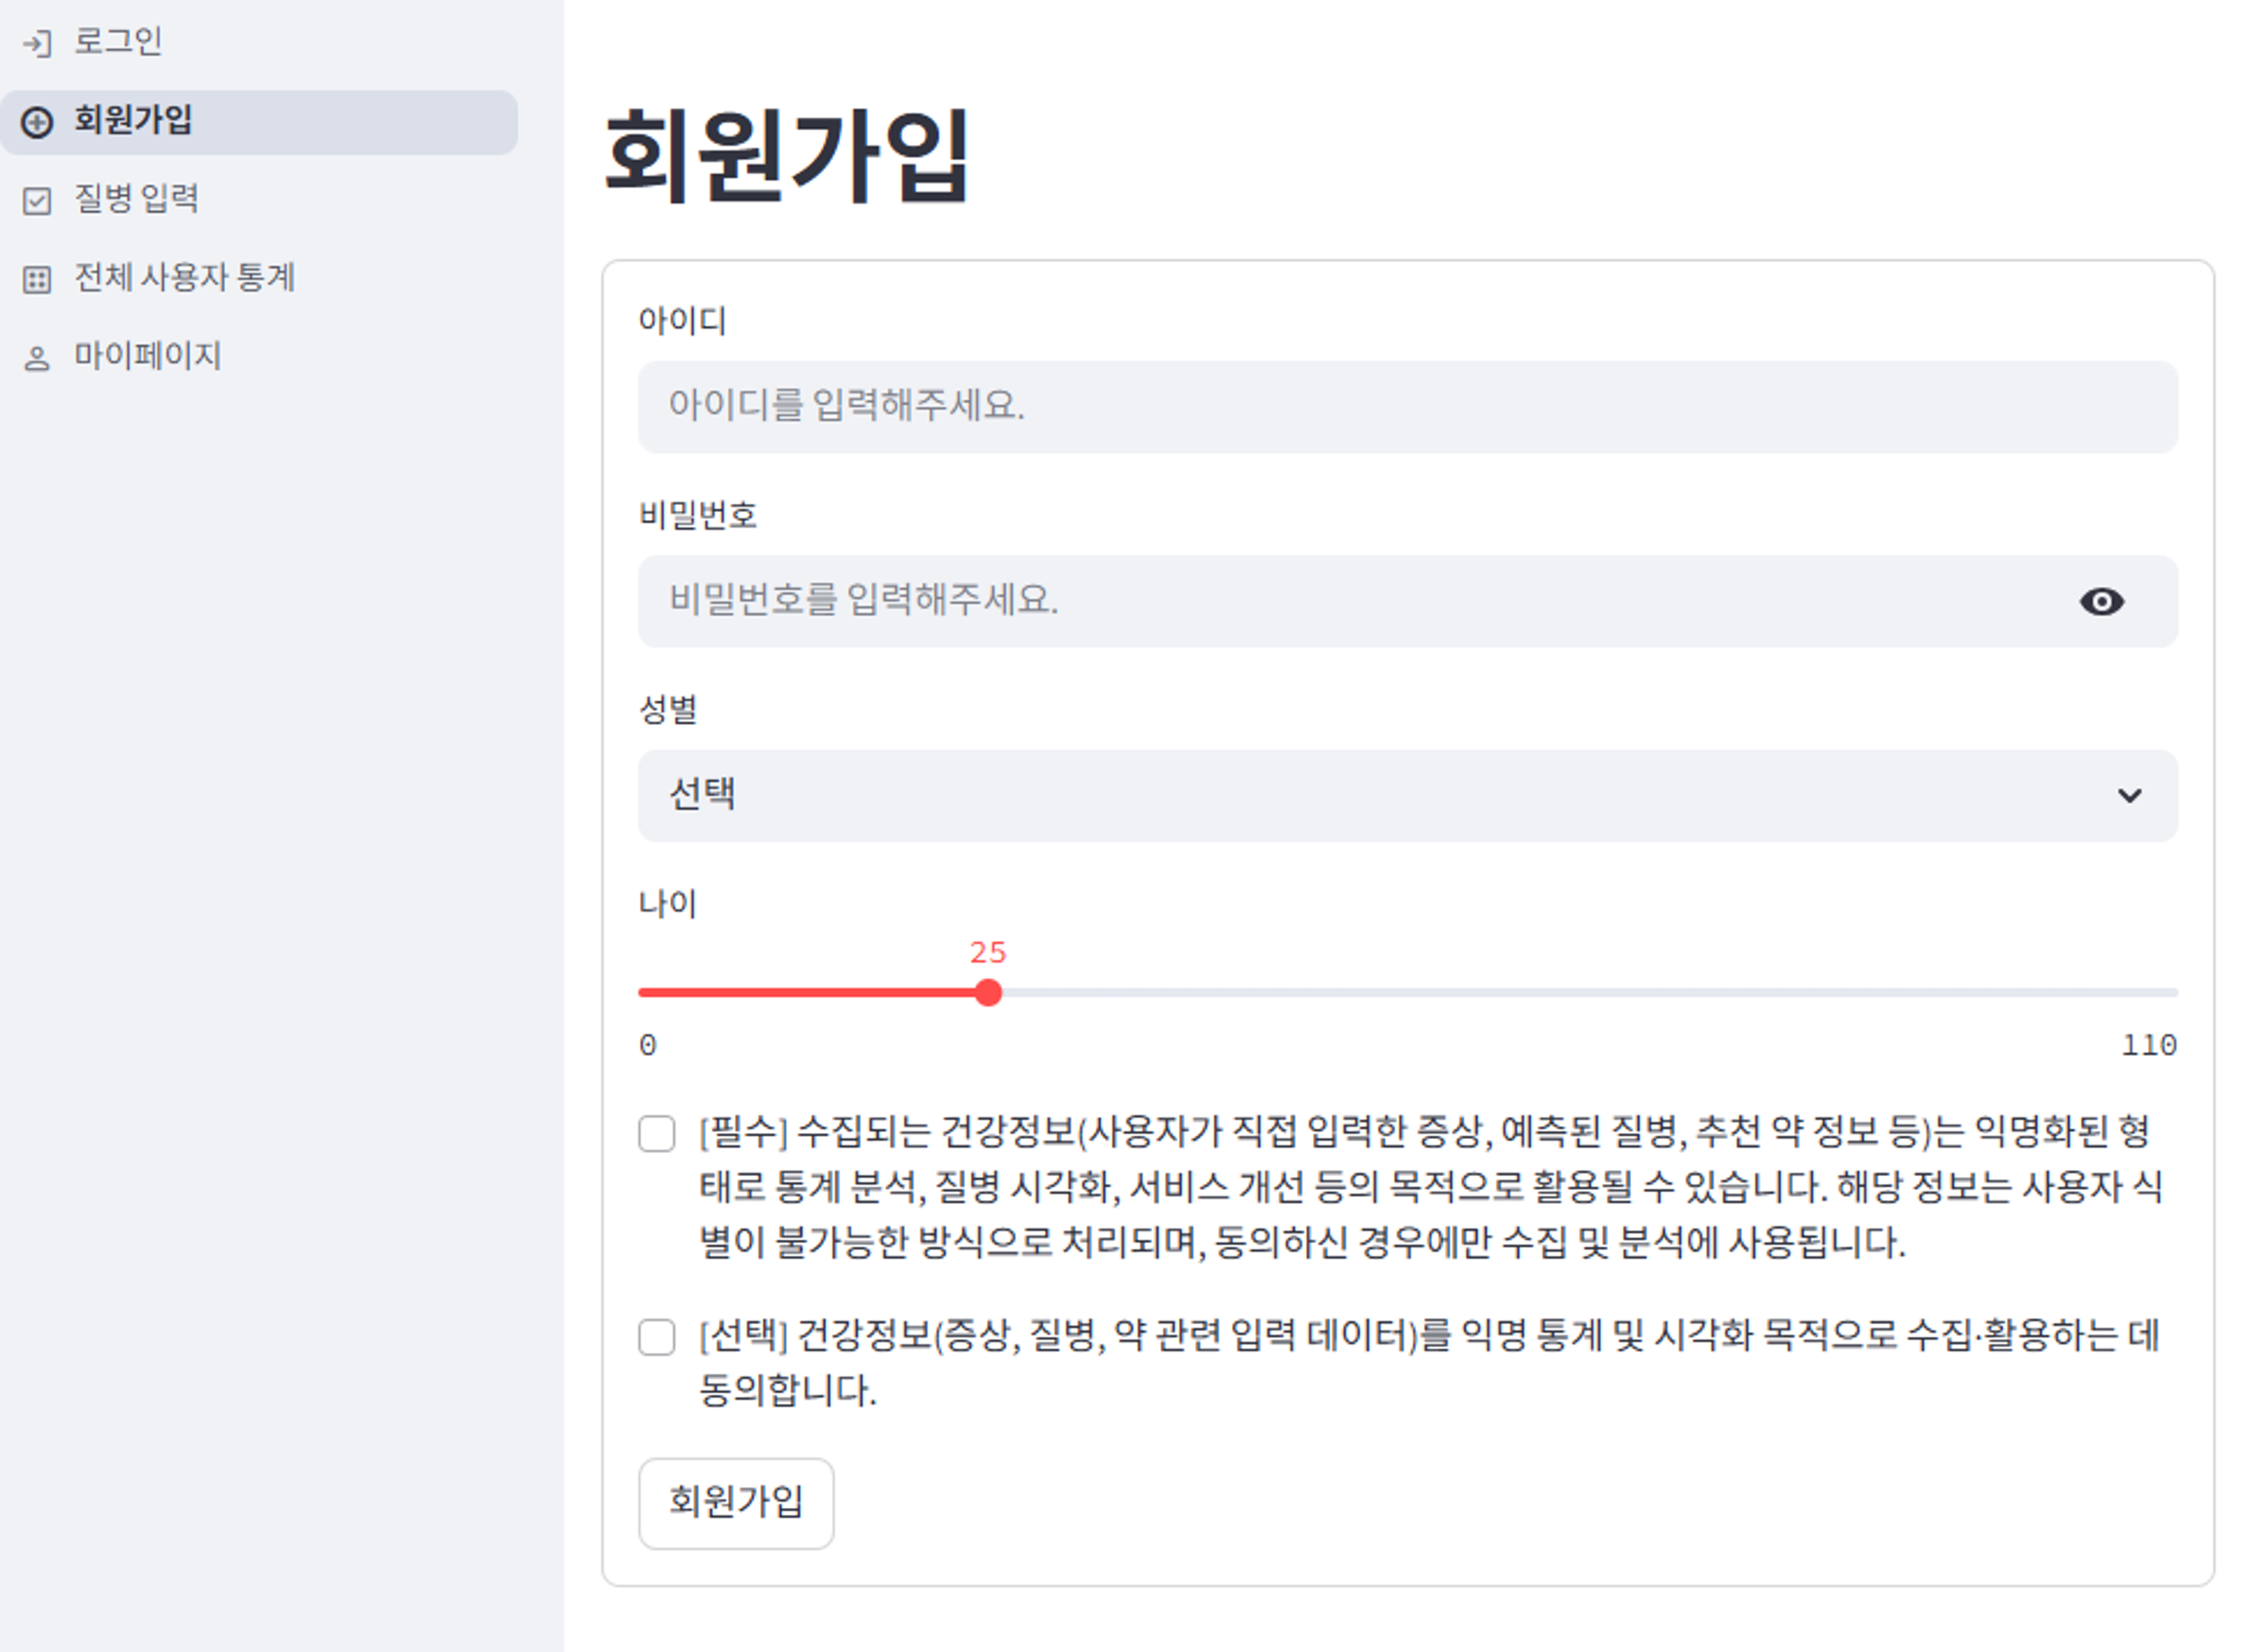 로그인
회원가입
질병 입력
전체 사용자 통계
마이페이지
회원가입
아이디
아이디를 입력해주세요.
비밀번호
비밀번호를 입력해주세요.
성별
선택
나이
25
0
110
[필수] 수집되는 건강정보(사용자가 직접 입력한 증상, 예측된 질병, 추천 약 정보 등)는 익명화된 형
태로 통계 분석, 질병 시각화, 서비스 개선 등의 목적으로 활용될 수 있습니다. 해당 정보는 사용자 식
별이 불가능한 방식으로 처리되며, 동의하신 경우에만 수집 및 분석에 사용됩니다.
[선택] 건강정보(증상, 질병, 약 관련 입력 데이터)를 익명 통계 및 시각화 목적으로 수집·활용하는 데
동의합니다.
회원가입